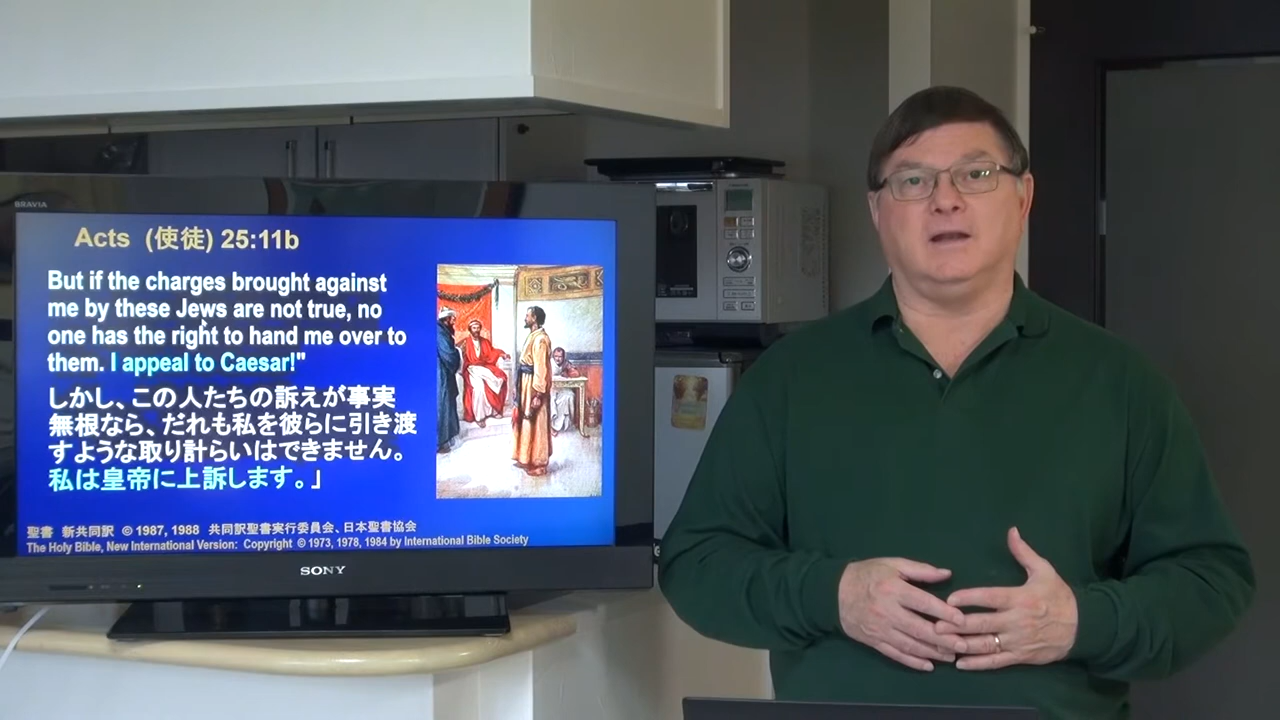 BRAVIA
Acts (使徒) 25:11b
But if the charges brought against
me by these Jews are not true, no
one has the right to hand me over to
them. I appeal to Caesar!"
しかし、この人たちの訴えが事実
無根なら、だれも私を彼らに引き渡
すような取り計らいはできません。
私は皇帝に上訴します。」
聖書 新共同訳 © 1987, 1988 共同訳聖書実行委員会、日本聖書協会
The Holy Bible, New International Version: Copyright © 1973, 1978, 1984 by International Bible Society
SONY